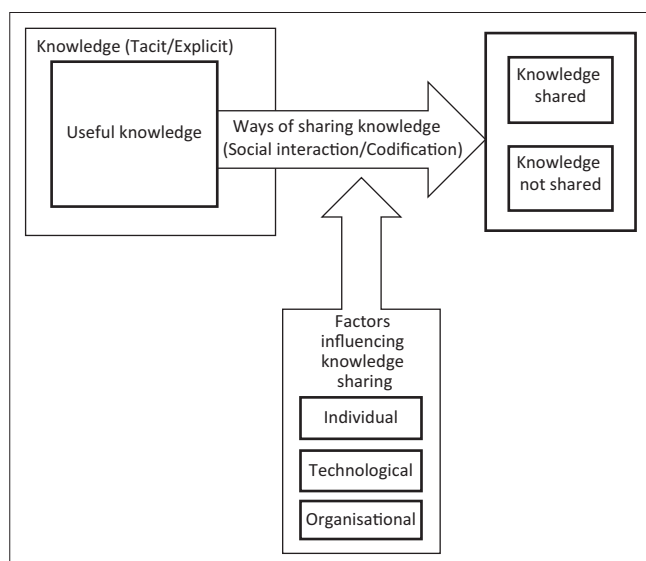 Knowledge (Tacit/Explicit)
Useful knowledge
Ways of sharing knowledge
(Social interaction/Codification)
Knowledge
shared
Knowledge
not shared
Factors
influencing
knowledge
sharing
Individual
Technological
Organisational